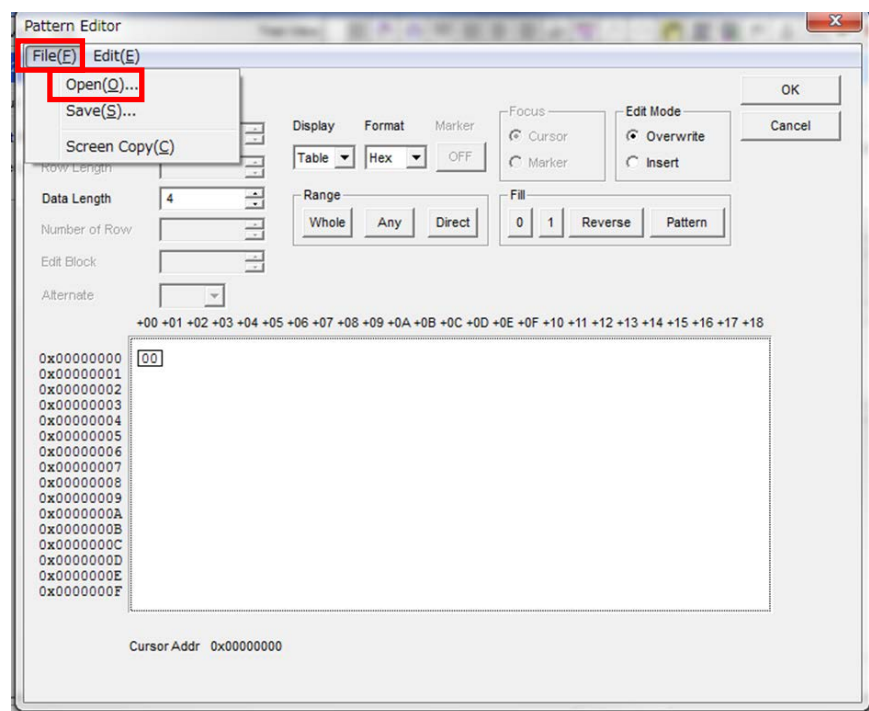 Pattern Editor
File(F) Edit(E)
Open(O)...
Save(S)...
Screen Copy(C)
OK
Cancel
Display Format Marker
Table Hex OFF
Focus
Cursor
Marker
Edit Mode
Overwrite
Insert
Row Length
Data Length 4
Number of Row
Edit Block
Alternate
Range
Whole Any Direct
Fill
0 1 Reverse Pattern
+00 +01 +02 +03 +04 +05 +06 +07 +08 +09 +0A +0B +0C +0D +0E +0F +10 +11 +12 +13 +14 +15 +16 +17 +18
0x00000000 00
0x00000001
0x00000002
0x00000003
0x00000004
0x00000005
0x00000006
0x00000007
0x00000008
0x00000009
0x0000000A
0x0000000B
0x0000000C
0x0000000D
0x0000000E
0x0000000F
Cursor Addr 0x00000000